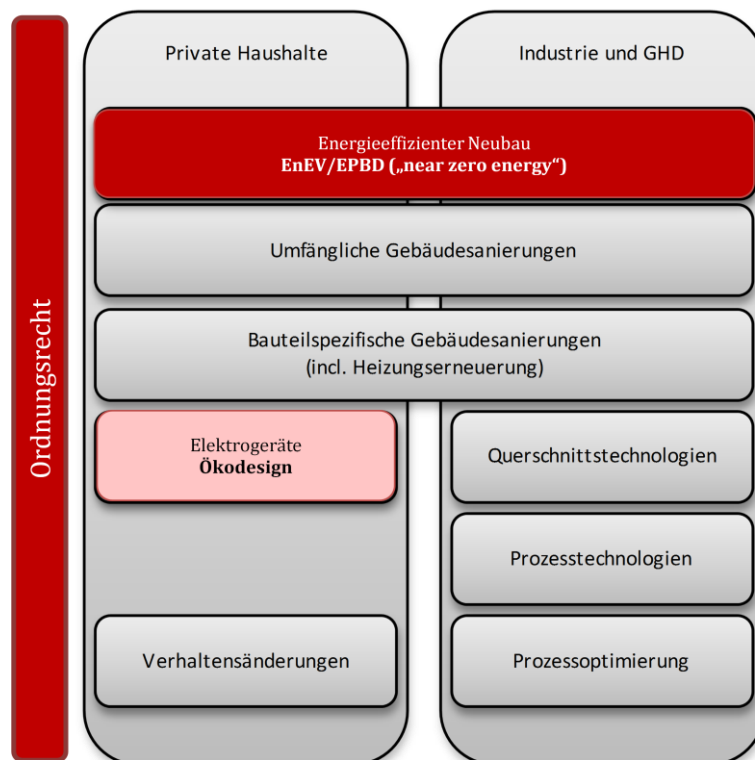 Ordnungsrecht
Private Haushalte
Industrie und GHD
Energieeffizienter Neubau
EnEV/EPBD („near zero energy“)
Umfängliche Gebäudesanierungen
Bauteilspezifische Gebäudesanierungen
(incl. Heizungserneuerung)
Elektrogeräte
Ökodesign
Querschnittstechnologien
Prozesstechnologien
Verhaltensänderungen
Prozessoptimierung